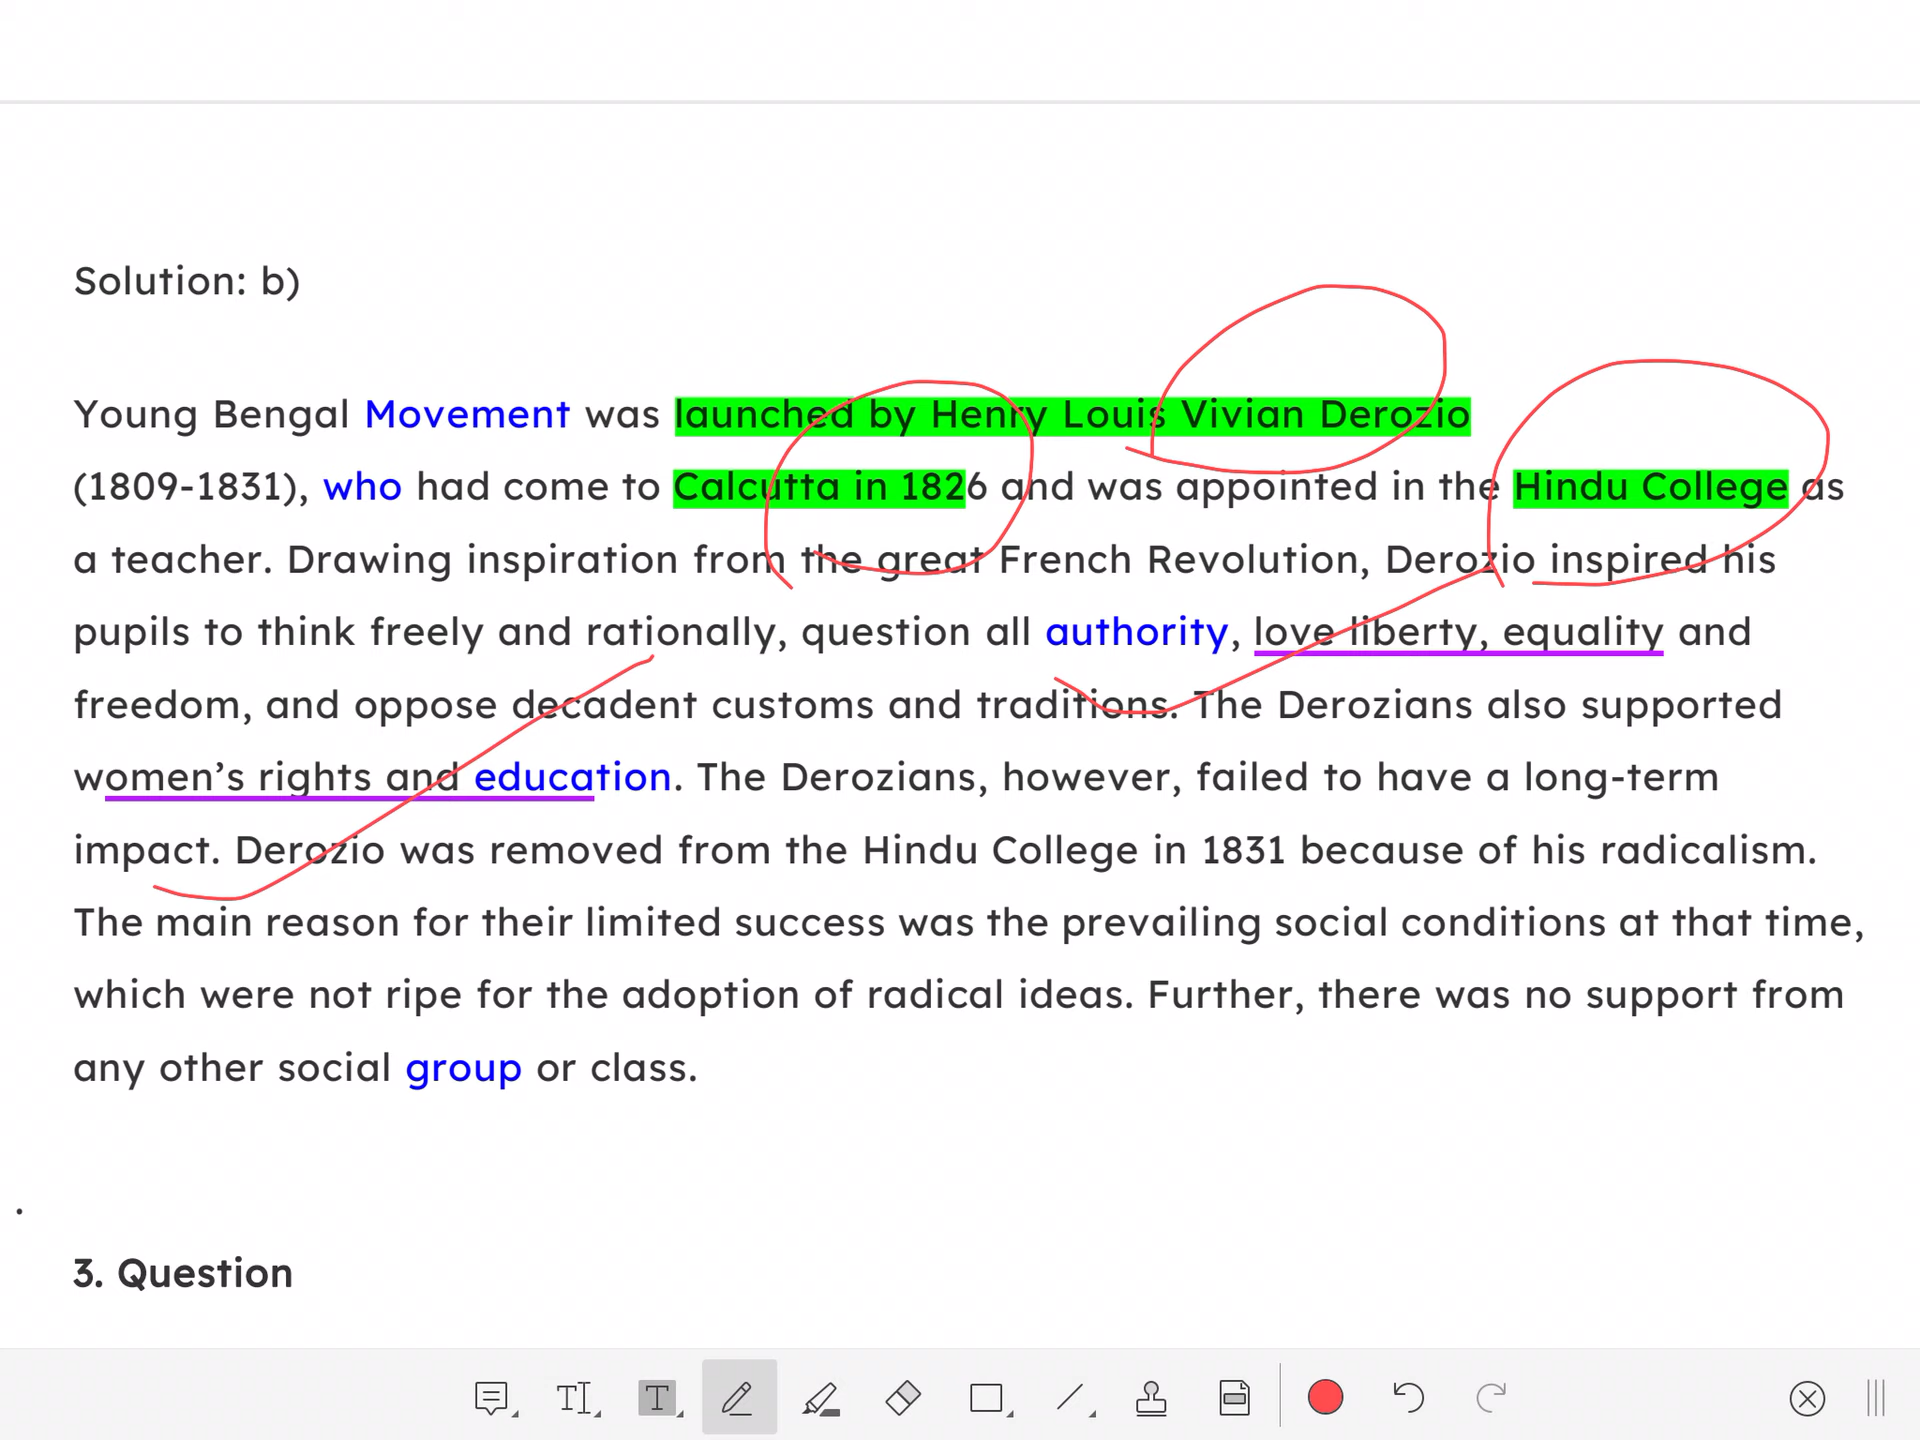 Solution: b)
Young Bengal Movement was launched by Henry Louis Vivian Derozio
(1809-1831), who had come to Calcutta in 1826 and was appointed in the Hindu College as
a teacher. Drawing inspiration from the great French Revolution, Derozio inspired his
pupils to think freely and rationally, question all authority, love liberty, equality and
freedom, and oppose decadent customs and traditions. The Derozians also supported
women’s rights and education. The Derozians, however, failed to have a long-term
impact. Derozio was removed from the Hindu College in 1831 because of his radicalism.
The main reason for their limited success was the prevailing social conditions at that time,
which were not ripe for the adoption of radical ideas. Further, there was no support from
any other social group or class.
.
3. Question